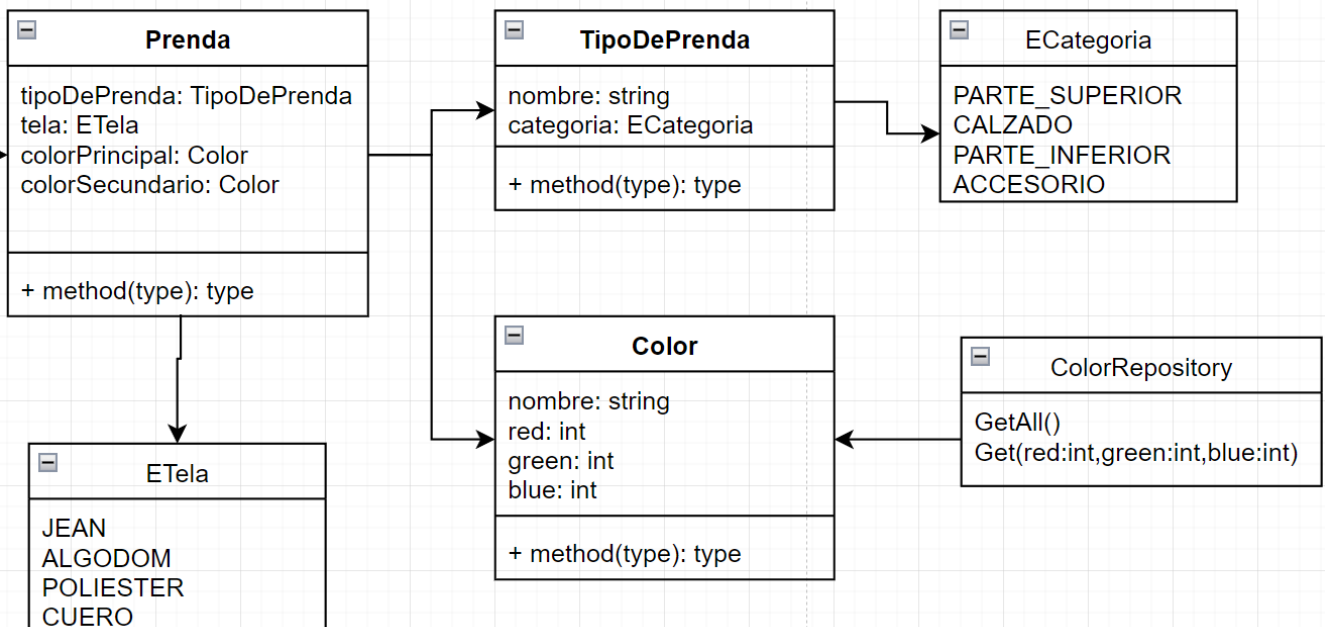 Prenda
tipoDePrenda: TipoDePrenda
tela: ETela
colorPrincipal: Color
colorSecundario: Color
+ method(type): type
TipoDePrenda
nombre: string
categoria: ECategoria
+ method(type): type
ECategoria
PARTE_SUPERIOR
CALZADO
PARTE_INFERIOR
ACCESORIO
ETela
JEAN
ALGODOM
POLIESTER
CUERO
Color
nombre: string
red: int
green: int
blue: int
+ method(type): type
ColorRepository
GetAll()
Get(red:int,green:int,blue:int)